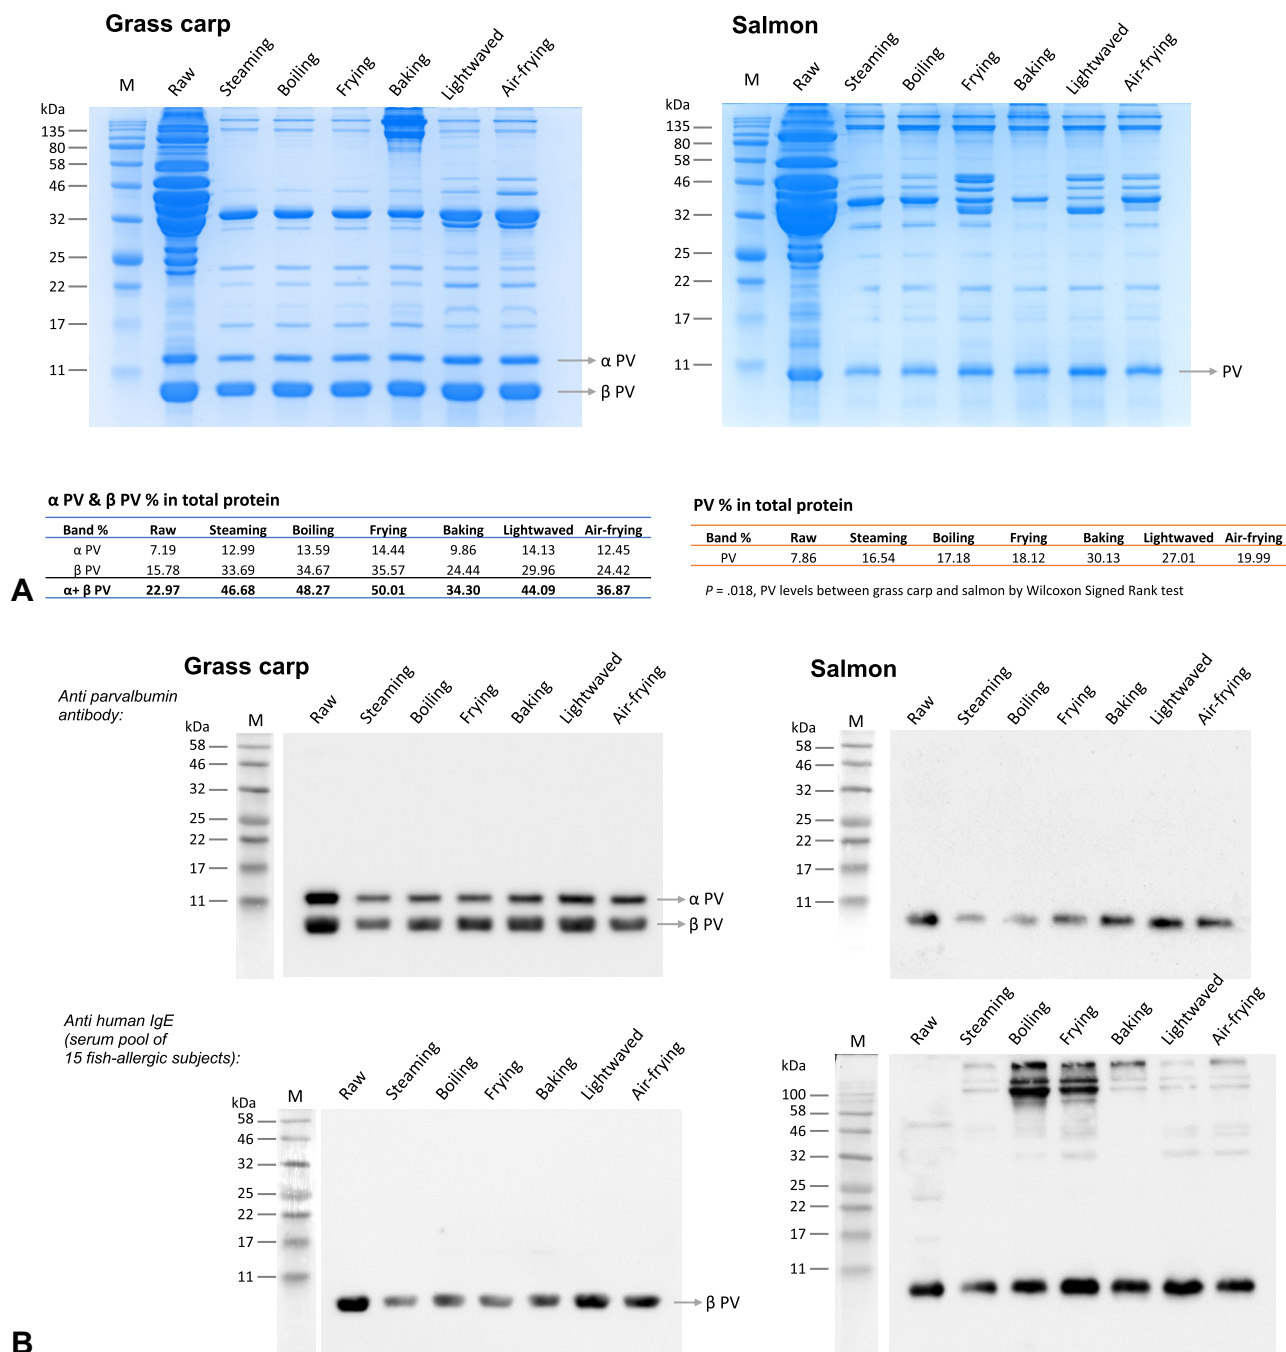 Grass carp
M Raw Steaming Boiling Frying Baking Lightwaved Air-frying
kDa
135
80
58
46
32
25
22
17
11
α PV
β PV
Salmon
M Raw Steaming Boiling Frying Baking Lightwaved Air-frying
kDa
135
80
58
46
32
25
22
17
11
PV
α PV & β PV % in total protein
Band % Raw Steaming Boiling Frying Baking Lightwaved Air-frying
α PV 7.19 12.99 13.59 14.44 9.86 14.13 12.45
β PV 15.78 33.69 34.67 35.57 24.44 29.96 24.42
α+ β PV 22.97 46.68 48.27 50.01 34.30 44.09 36.87
PV % in total protein
Band % Raw Steaming Boiling Frying Baking Lightwaved Air-frying
PV 7.86 16.54 17.18 18.12 30.13 27.01 19.99
P = .018, PV levels between grass carp and salmon by Wilcoxon Signed Rank test
A
Grass carp
Anti parvalbumin
antibody:
M Raw Steaming Boiling Frying Baking Lightwaved Air-frying
kDa
58
46
32
25
22
17
11
α PV
β PV
Salmon
M Raw Steaming Boiling Frying Baking Lightwaved Air-frying
kDa
58
46
32
25
22
17
11
Anti human IgE
(serum pool of
15 fish-allergic subjects):
M Raw Steaming Boiling Frying Baking Lightwaved Air-frying
kDa
58
46
32
25
22
17
11
β PV
M Raw Steaming Boiling Frying Baking Lightwaved Air-frying
kDa
100
58
46
32
25
22
17
11
B